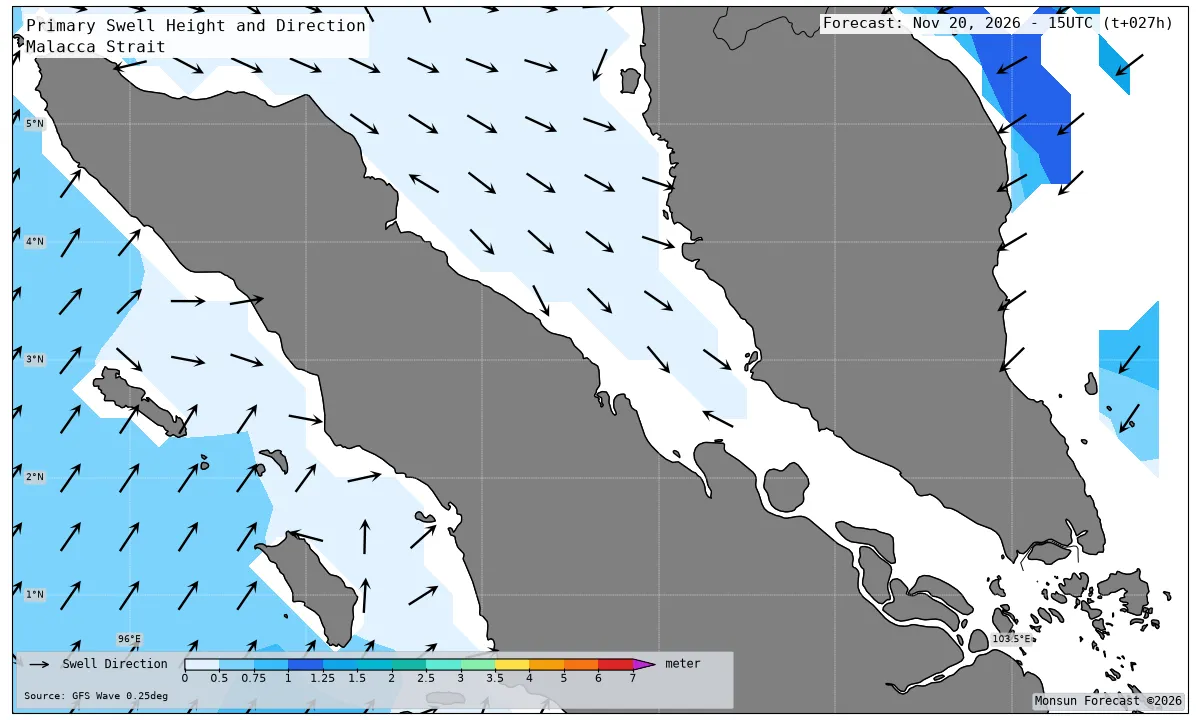 Primary Swell Height and Direction
Malacca Strait
Forecast: Nov 20, 2026 - 15UTC (t+027h)
5°N
4°N
3°N
2°N
1°N
96°E
103.5°E
Swell Direction
0 0.5 0.75 1 1.25 1.5 2 2.5 3 3.5 4 5 6 7
meter
Source: GFS Wave 0.25deg
Monsun Forecast ©2026